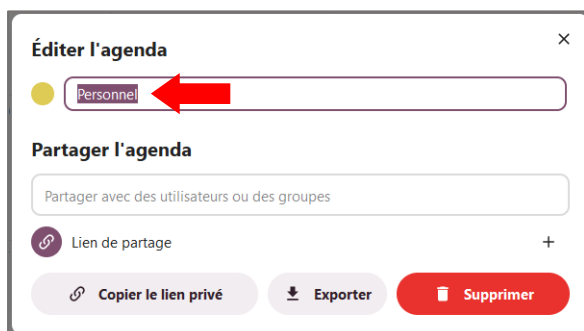 Éditer l'agenda
Personnel
Partager l'agenda
Partager avec des utilisateurs ou des groupes
Lien de partage
Copier le lien privé
Exporter
Supprimer